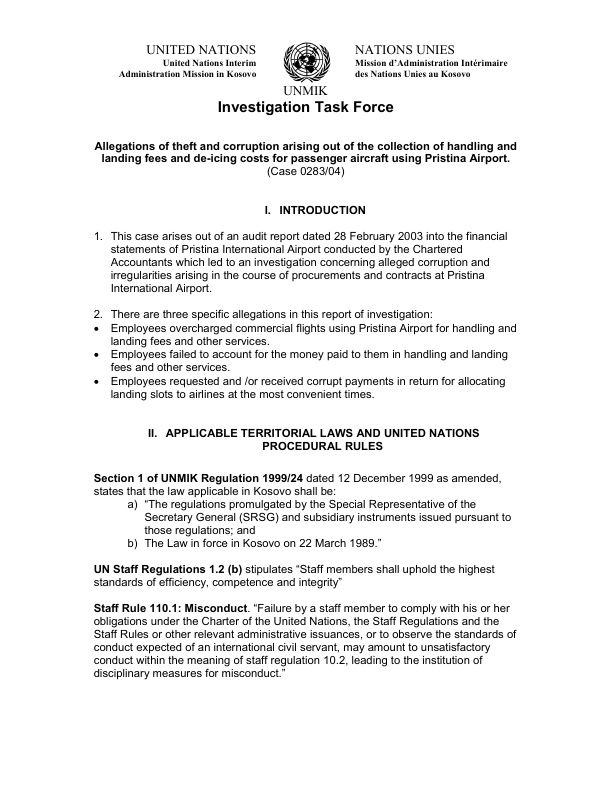 UNITED NATIONS
United Nations Interim
Administration Mission in Kosovo
NATIONS UNIES
Mission d'Administration Intérimaire
des Nations Unies au Kosovo
UNMIK
Investigation Task Force
Allegations of theft and corruption arising out of the collection of handling and
landing fees and de-icing costs for passenger aircraft using Pristina Airport.
(Case 0283/04)
I. INTRODUCTION
1. This case arises out of an audit report dated 28 February 2003 into the financial
statements of Pristina International Airport conducted by the Chartered
Accountants which led to an investigation concerning alleged corruption and
irregularities arising in the course of procurements and contracts at Pristina
International Airport.
2. There are three specific allegations in this report of investigation:
• Employees overcharged commercial flights using Pristina Airport for handling and
landing fees and other services.
• Employees failed to account for the money paid to them in handling and landing
fees and other services.
• Employees requested and /or received corrupt payments in return for allocating
landing slots to airlines at the most convenient times.
II. APPLICABLE TERRITORIAL LAWS AND UNITED NATIONS
PROCEDURAL RULES
Section 1 of UNMIK Regulation 1999/24 dated 12 December 1999 as amended,
states that the law applicable in Kosovo shall be:
a) "The regulations promulgated by the Special Representative of the
Secretary General (SRSG) and subsidiary instruments issued pursuant to
those regulations; and
b) The Law in force in Kosovo on 22 March 1989."
UN Staff Regulations 1.2 (b) stipulates "Staff members shall uphold the highest
standards of efficiency, competence and integrity"
Staff Rule 110.1: Misconduct. "Failure by a staff member to comply with his or her
obligations under the Charter of the United Nations, the Staff Regulations and the
Staff Rules or other relevant administrative issuances, or to observe the standards of
conduct expected of an international civil servant, may amount to unsatisfactory
conduct within the meaning of staff regulation 10.2, leading to the institution of
disciplinary measures for misconduct."